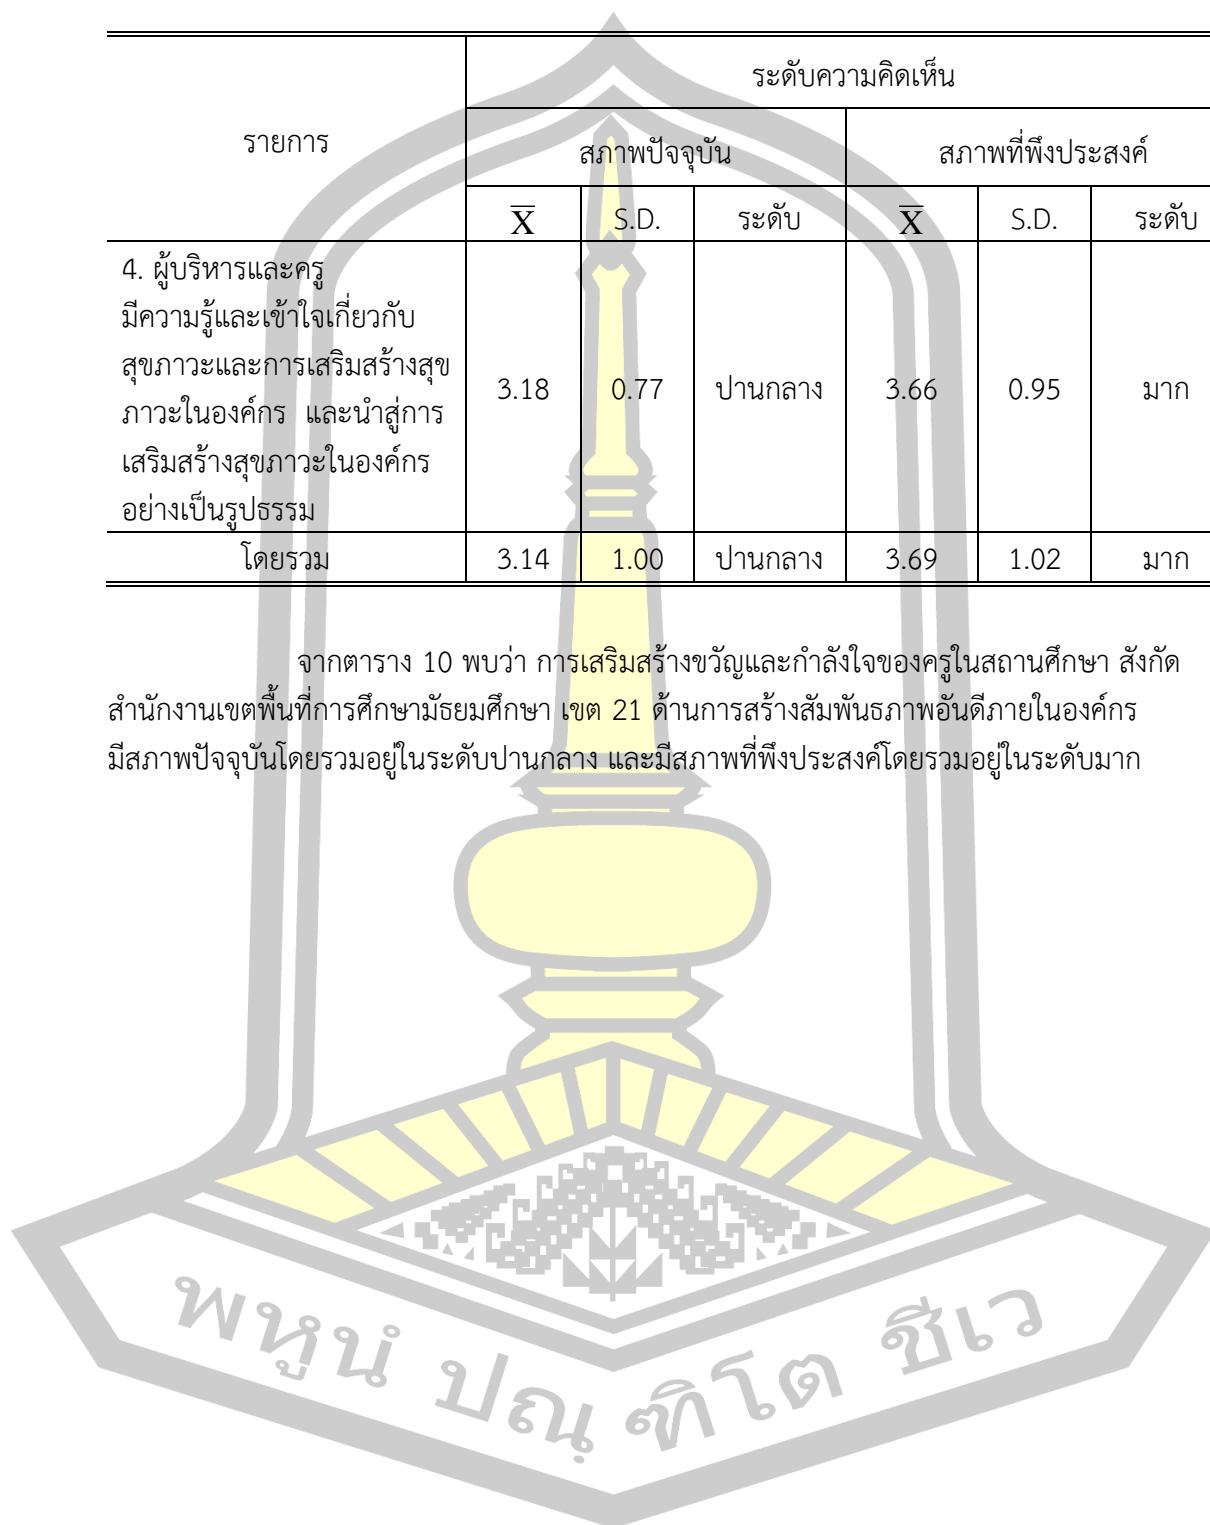 ระดับความคิดเห็น
รายการ
สภาพปัจจุบัน สภาพที่พึงประสงค์
X̅ S.D. ระดับ X̅ S.D. ระดับ
4. ผู้บริหารและครู
มีความรู้และเข้าใจเกี่ยวกับ
สุขภาวะและการเสริมสร้างสุข
ภาวะในองค์กร และนำสู่การ
เสริมสร้างสุขภาวะในองค์กร
อย่างเป็นรูปธรรม
3.18 0.77 ปานกลาง 3.66 0.95 มาก
โดยรวม 3.14 1.00 ปานกลาง 3.69 1.02 มาก
จากตาราง 10 พบว่า การเสริมสร้างขวัญและกำลังใจของครูในสถานศึกษา สังกัด
สำนักงานเขตพื้นที่การศึกษามัธยมศึกษา เขต 21 ด้านการสร้างสัมพันธภาพอันดีภายในองค์กร
มีสภาพปัจจุบันโดยรวมอยู่ในระดับปานกลาง และมีสภาพที่พึงประสงค์โดยรวมอยู่ในระดับมาก
พหูนํ ปณฺฑิโต ชีเว